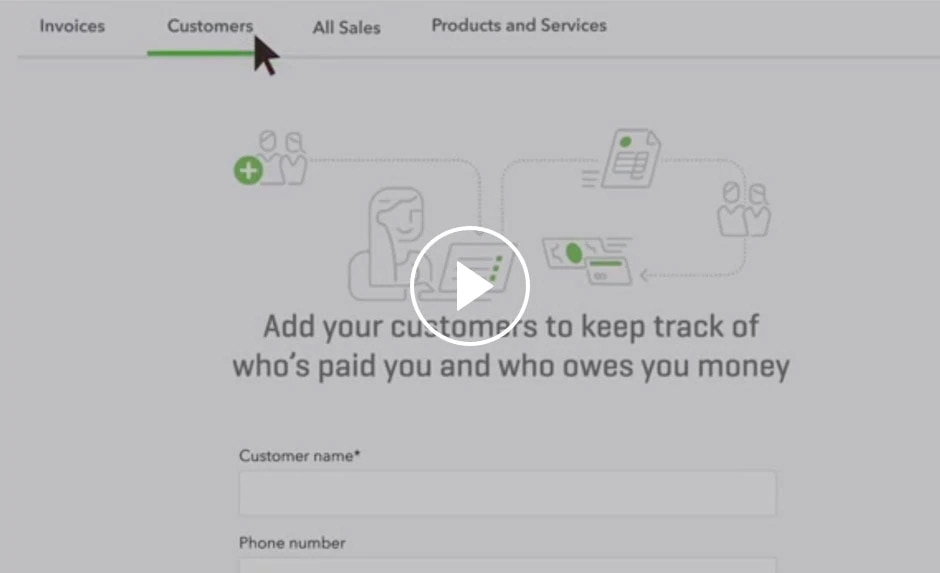 Invoices
Customers
All Sales
Products and Services
Add your customers to keep track of
who's paid you and who owes you money
Customer name*
Phone number